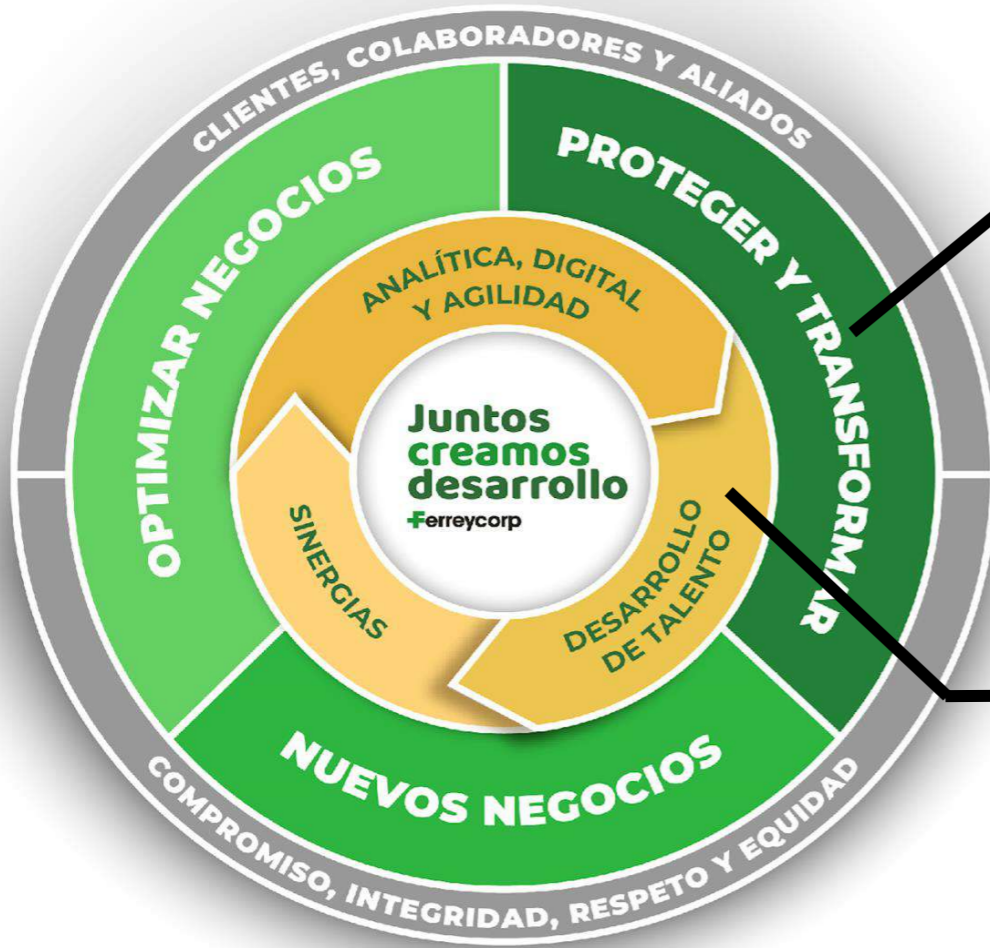 CLIENTES, COLABORADORES Y ALIADOS
OPTIMIZAR NEGOCIOS
PROTEGER Y TRANSFORMAR
ANALÍTICA, DIGITAL
Y AGILIDAD
Juntos
creamos
desarrollo
Ferreycorp
SINERGIAS
DESARROLLO
DE TALENTO
NUEVOS NEGOCIOS
COMPROMISO, INTEGRIDAD, RESPETO Y EQUIDAD